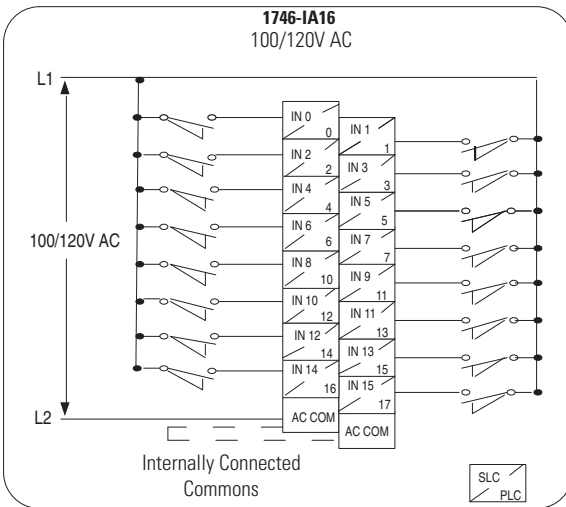 1746-IA16
100/120V AC
L1
IN 0
0
IN 1
1
IN 2
2
IN 3
3
IN 4
4
IN 5
5
IN 6
6
IN 7
7
100/120V AC
IN 8
10
IN 9
11
IN 10
12
IN 11
13
IN 12
14
IN 13
15
IN 14
16
IN 15
17
L2
AC COM
AC COM
Internally Connected
Commons
SLC
PLC